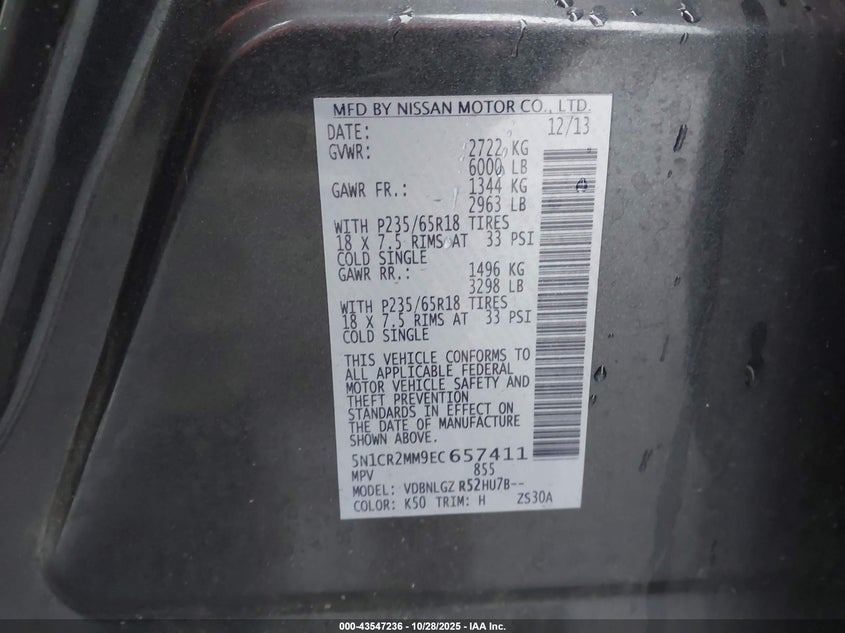 MFD BY NISSAN MOTOR CO., LTD.
DATE: 12/13
GVWR: 2722 KG
6000 LB
GAWR FR.: 1344 KG
2963 LB
WITH P235/65R18 TIRES
18 X 7.5 RIMS AT 33 PSI
COLD SINGLE
GAWR RR.: 1496 KG
3298 LB
WITH P235/65R18 TIRES
18 X 7.5 RIMS AT 33 PSI
COLD SINGLE
THIS VEHICLE CONFORMS TO
ALL APPLICABLE FEDERAL
MOTOR VEHICLE SAFETY AND
THEFT PREVENTION
STANDARDS IN EFFECT ON
THE DATE OF MANUFACTURE
SHOWN ABOVE.
5N1CR2MM9EC657411
MPV 855
MODEL: VDBNLGZ R52HU7B--
COLOR: K50 TRIM: H ZS30A
000-43547236 - 10/28/2025 - IAA Inc.